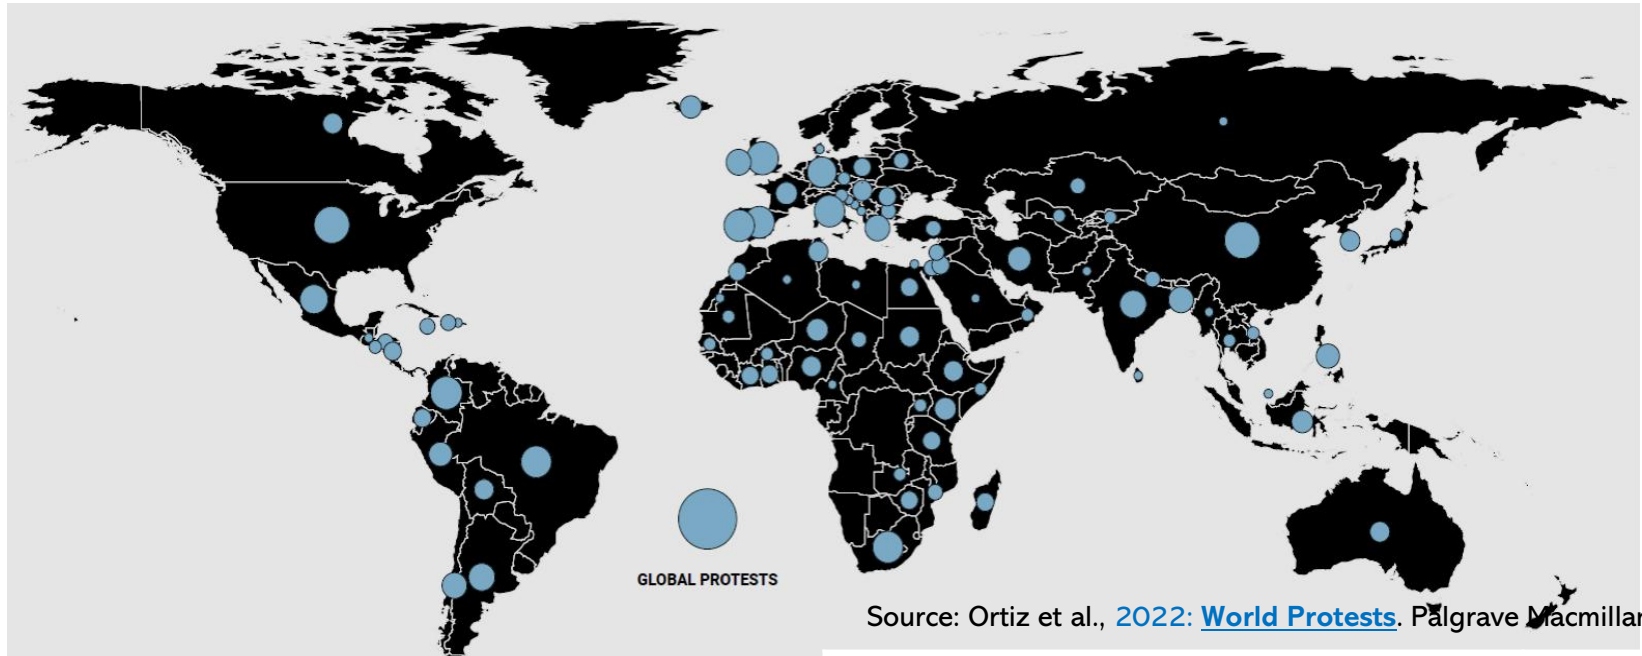 GLOBAL PROTESTS
Source: Ortiz et al., 2022: World Protests. Palgrave Macmillan